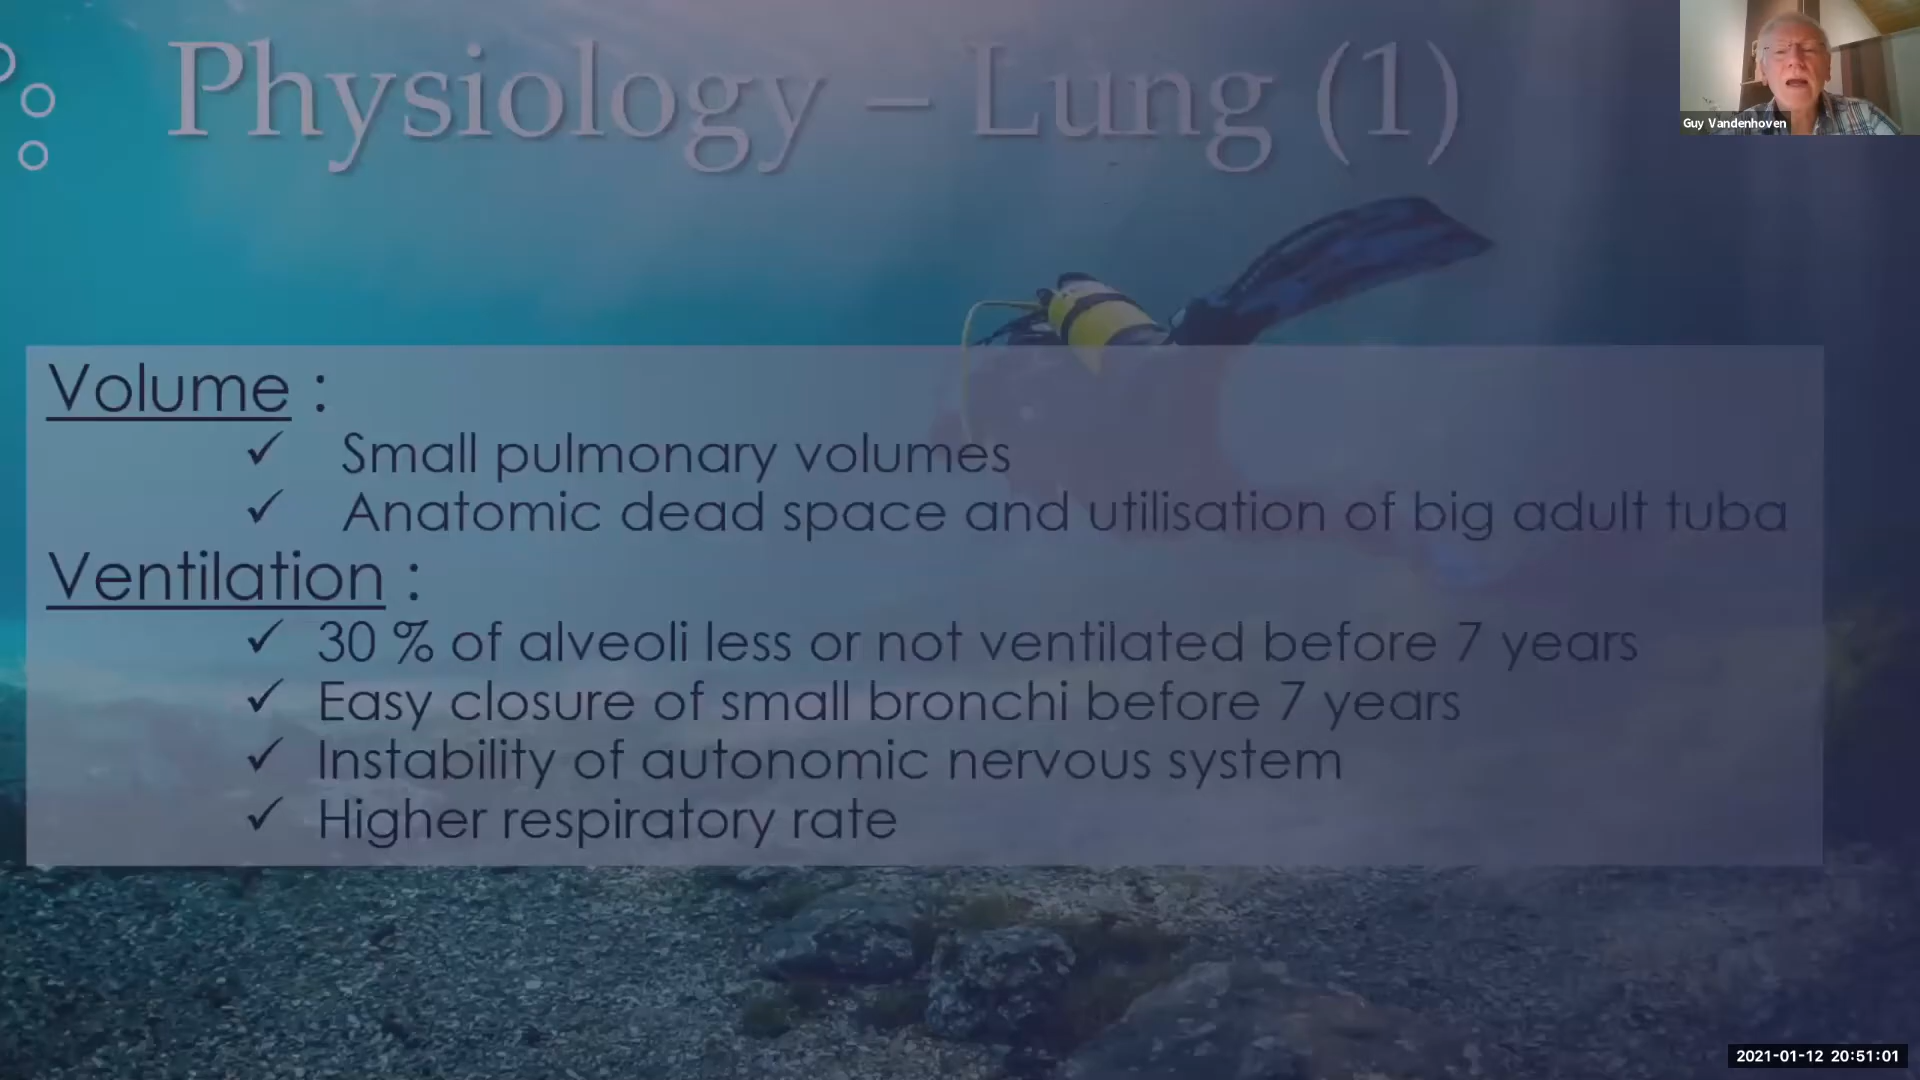 Physiology – Lung (1)
Guy Vandenhoven
Volume :
✓ Small pulmonary volumes
✓ Anatomic dead space and utilisation of big adult tuba
Ventilation :
✓ 30 % of alveoli less or not ventilated before 7 years
✓ Easy closure of small bronchi before 7 years
✓ Instability of autonomic nervous system
✓ Higher respiratory rate
2021-01-12 20:51:01